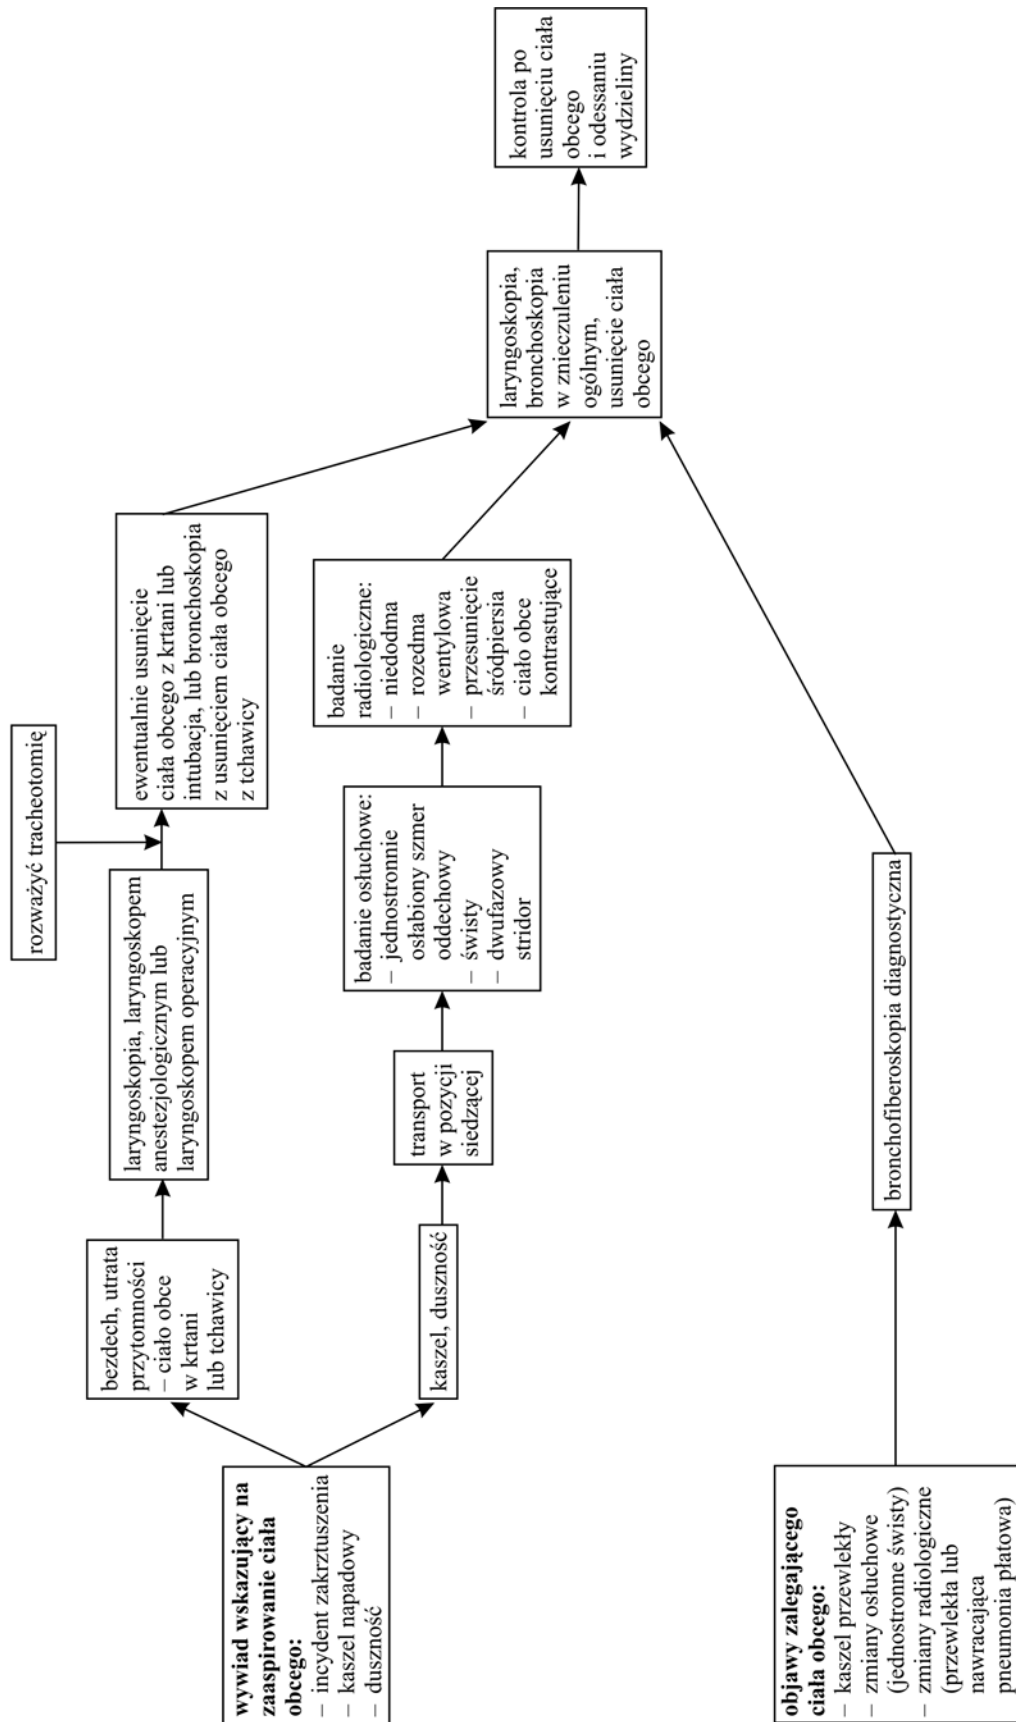 wywiad wskazujący na
zaaspirowanie ciała
obcego:
– incydent zakrztuszenia
– kaszel napadowy
– duszność
bezdech, utrata
przytomności
– ciało obce
w krtani
lub tchawicy
laryngoskopia, laryngoskopem
anestezjologicznym lub
laryngoskopem operacyjnym
rozważyć tracheotomię
ewentualnie usunięcie
ciała obcego z krtani lub
intubacja, lub bronchoskopia
z usunięciem ciała obcego
z tchawicy
kaszel, duszność
transport
w pozycji
siedzącej
badanie osłuchowe:
– jednostronnie
osłabiony szmer
oddechowy
– świsty
– dwufazowy
stridor
badanie
radiologiczne:
– niedodma
– rozedma
wentylowa
– przesunięcie
śródpiersia
– ciało obce
kontrastujące
laryngoskopia,
bronchoskopia
w znieczuleniu
ogólnym,
usunięcie ciała
obcego
kontrola po
usunięciu ciała
obcego
i odessaniu
wydzieliny
objawy zalegającego
ciała obcego:
– kaszel przewlekły
– zmiany osłuchowe
(jednostronne świsty)
– zmiany radiologiczne
(przewlekła lub
nawracająca
pneumonia płatowa)
bronchofiberoskopia diagnostyczna